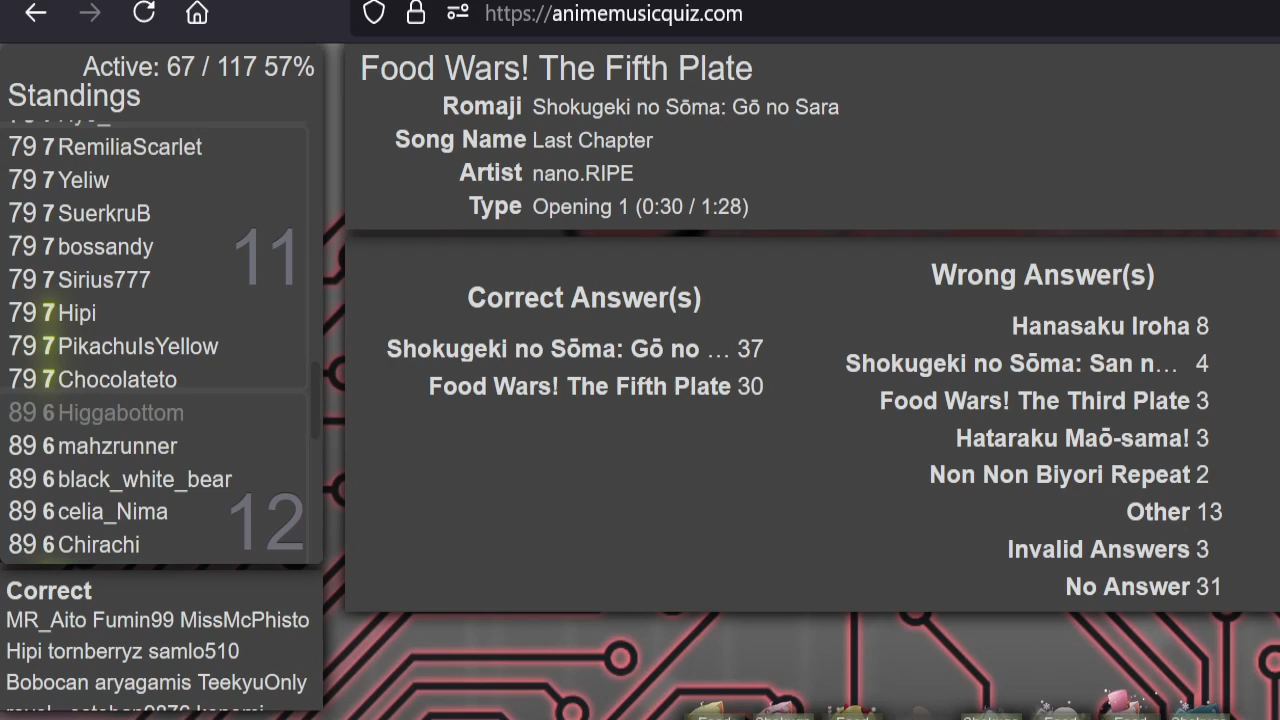 https://animemusicquiz.com
Active: 67 / 117 57%
Standings
79 7 RemiliaScarlet
79 7 Yeliw
79 7 SuerkruB
79 7 bossandy
79 7 Sirius777
79 7 Hipi
79 7 PikachuIsYellow
79 7 Chocolateto
11
89 6 Higgabottom
89 6 mahzrunner
89 6 black_white_bear
89 6 celia_Nima
89 6 Chirachi
12
Correct
MR_Aito Fumin99 MissMcPhisto
Hipi tornberryz samlo510
Bobocan aryagamis TeekyuOnly
Food Wars! The Fifth Plate
Romaji Shokugeki no Sōma: Gō no Sara
Song Name Last Chapter
Artist nano.RIPE
Type Opening 1 (0:30 / 1:28)
Correct Answer(s)
Shokugeki no Sōma: Gō no … 37
Food Wars! The Fifth Plate 30
Wrong Answer(s)
Hanasaku Iroha 8
Shokugeki no Sōma: San n… 4
Food Wars! The Third Plate 3
Hataraku Maō-sama! 3
Non Non Biyori Repeat 2
Other 13
Invalid Answers 3
No Answer 31